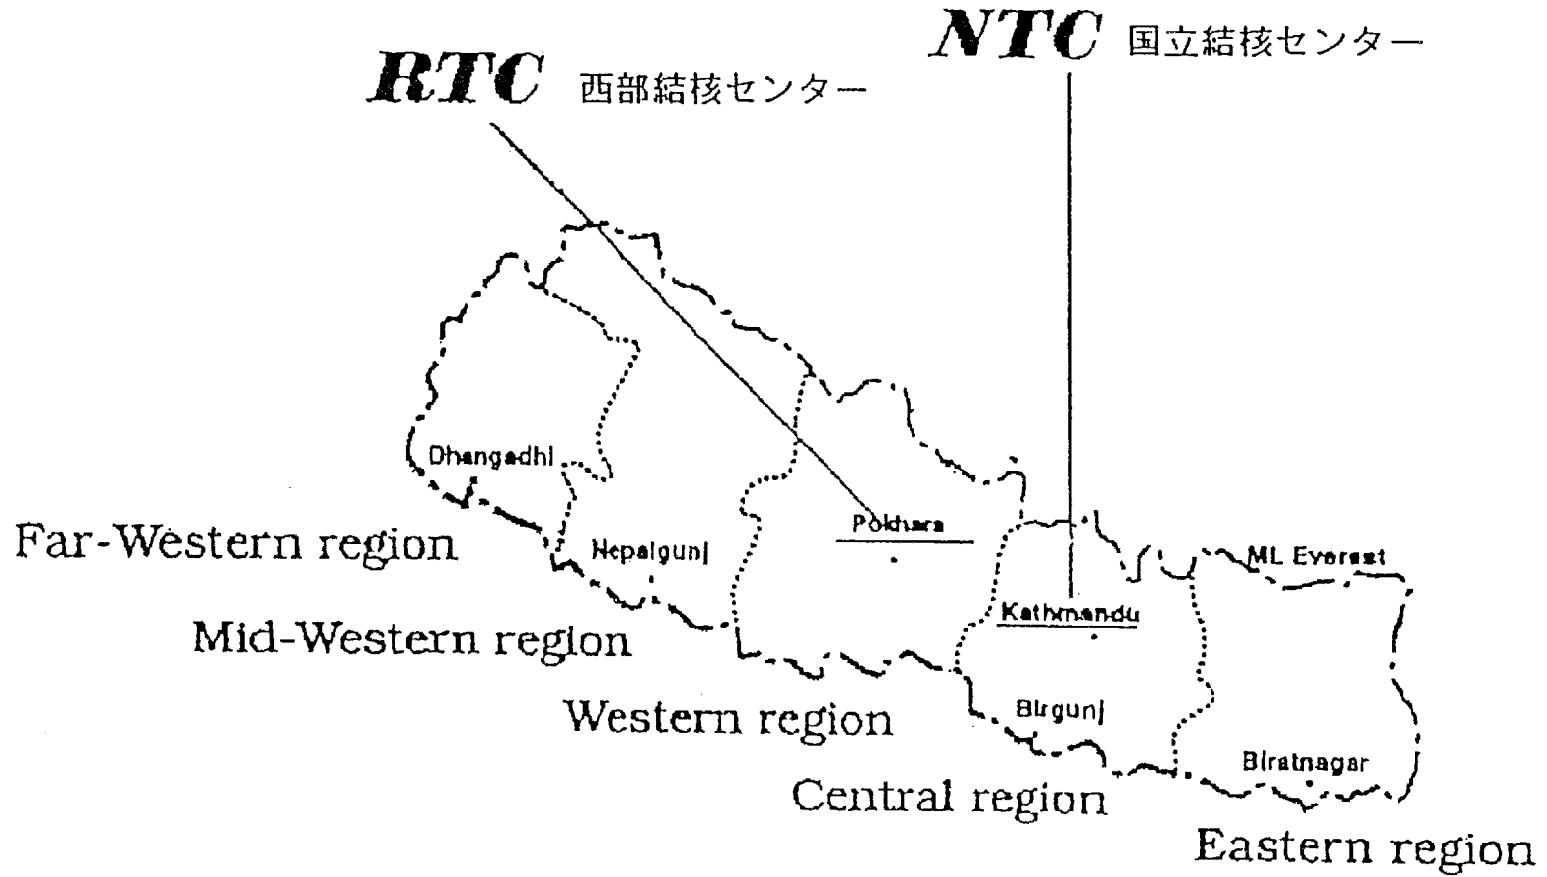 NTC 国立結核センター
RTC 西部結核センター
Dhangadhi
Far-Western region
Nepalgunj
Pokhara
Mt. Everest
Kathmandu
Mid-Western region
Western region
Birgunj
Biratnagar
Central region
Eastern region